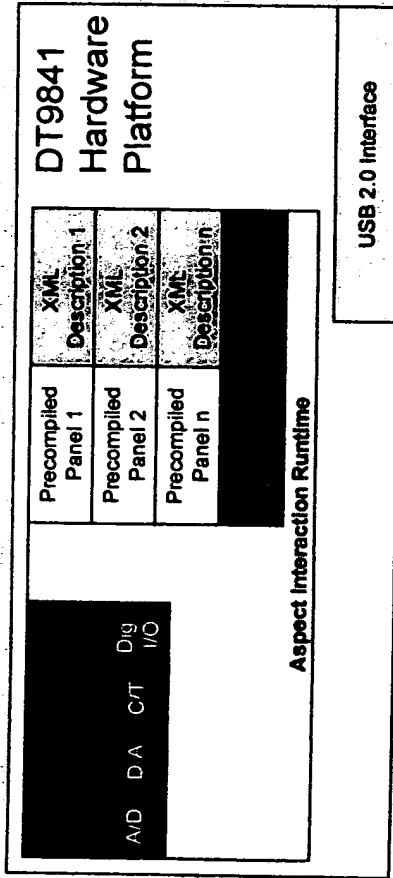 DT9841
Hardware
Platform
Precompiled
Panel 1
XML
Description 1
Precompiled
Panel 2
XML
Description 2
Precompiled
Panel n
XML
Description n
A/D D A C/T Dig
I/O
Aspect Interaction Runtime
USB 2.0 Interface